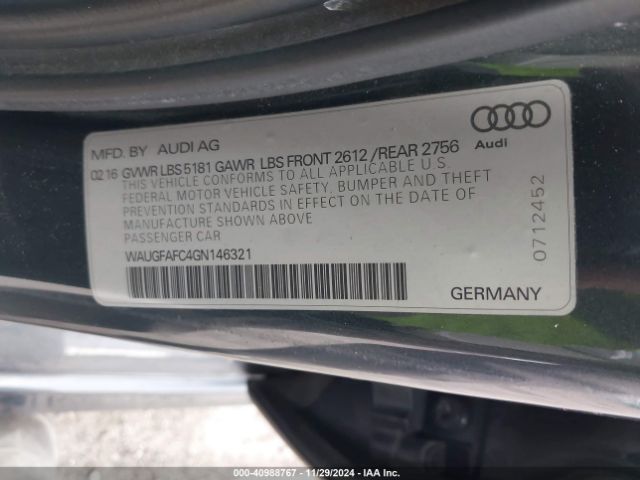 MFD. BY AUDI AG
02 16 GVWR LBS 5181 GAWR LBS FRONT 2612 /REAR 2756
THIS VEHICLE CONFORMS TO ALL APPLICABLE U.S.
FEDERAL MOTOR VEHICLE SAFETY, BUMPER AND THEFT
PREVENTION STANDARDS IN EFFECT ON THE DATE OF
MANUFACTURE SHOWN ABOVE
PASSENGER CAR
WAUGFAFC4GN146321
GERMANY
Audi
0712452
000-40988767 - 11/29/2024 - IAA Inc.